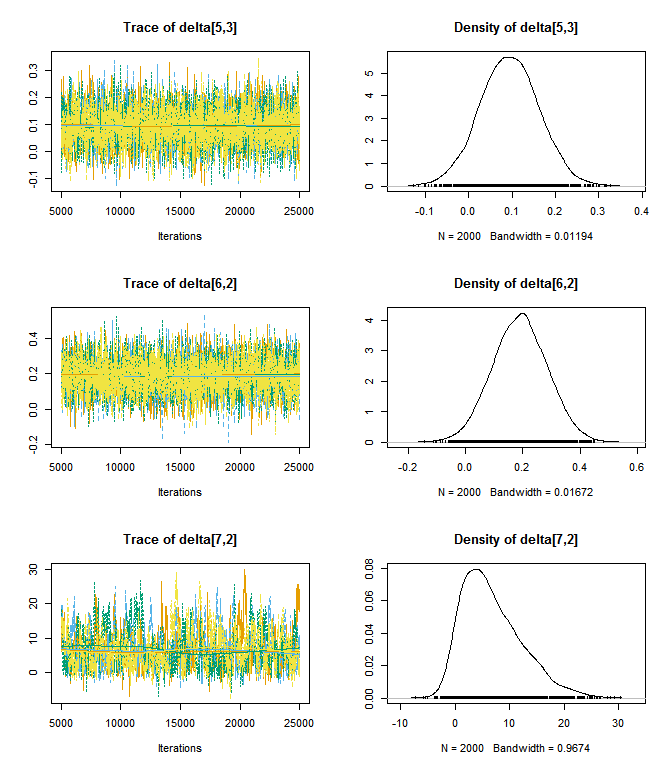 Trace of delta[5,3]
0.3
0.2
0.1
0.0
-0.1
5000 10000 15000 20000 25000
Iterations
Density of delta[5,3]
5
4
3
2
1
0
-0.1 0.0 0.1 0.2 0.3 0.4
N = 2000 Bandwidth = 0.01194
Trace of delta[6,2]
0.4
0.2
0.0
-0.2
5000 10000 15000 20000 25000
Iterations
Density of delta[6,2]
4
3
2
1
0
-0.2 0.0 0.2 0.4 0.6
N = 2000 Bandwidth = 0.01672
Trace of delta[7,2]
30
20
10
0
5000 10000 15000 20000 25000
Iterations
Density of delta[7,2]
0.08
0.06
0.04
0.02
0.00
-10 0 10 20 30
N = 2000 Bandwidth = 0.9674